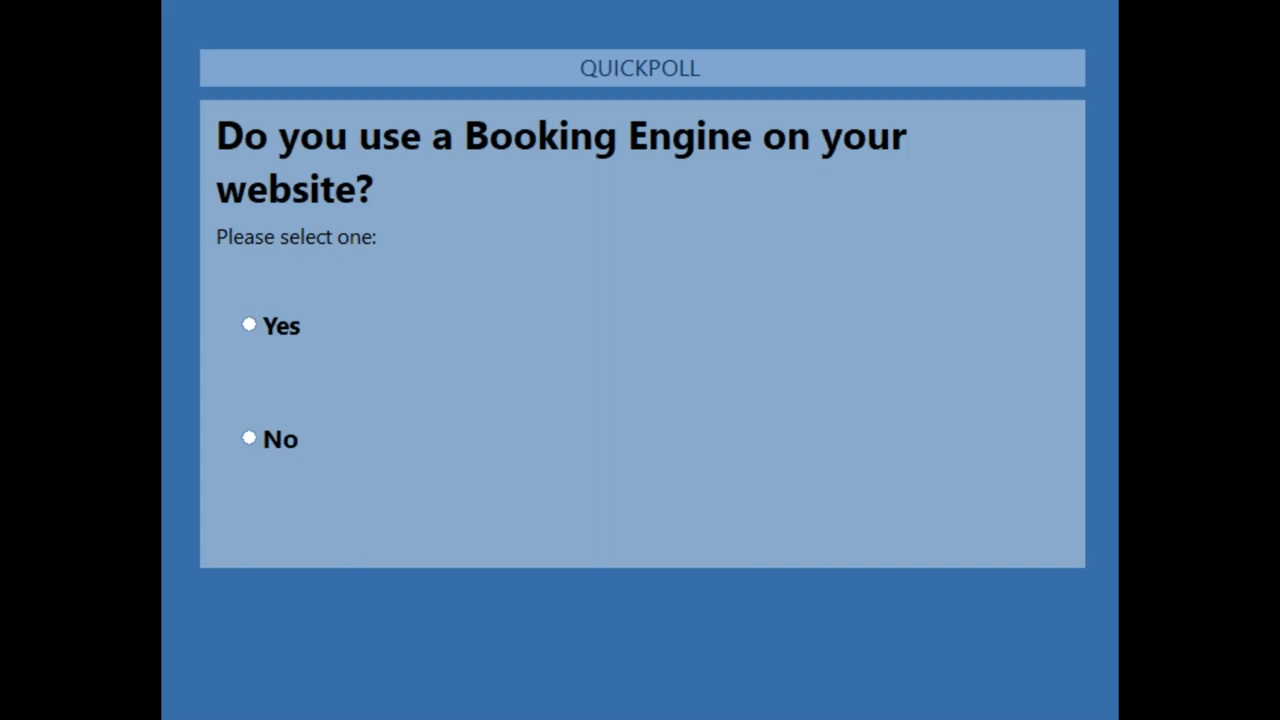 QUICKPOLL
Do you use a Booking Engine on your
website?
Please select one:
Yes
No